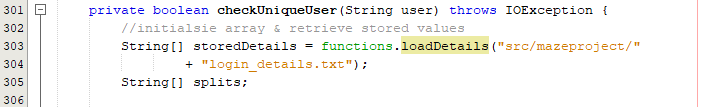 301 private boolean checkUniqueUser(String user) throws IOException {
302 //initialsie array & retrieve stored values
303 String[] storedDetails = functions.loadDetails("src/mazeproject/"
304 + "login_details.txt");
305 String[] splits;
306